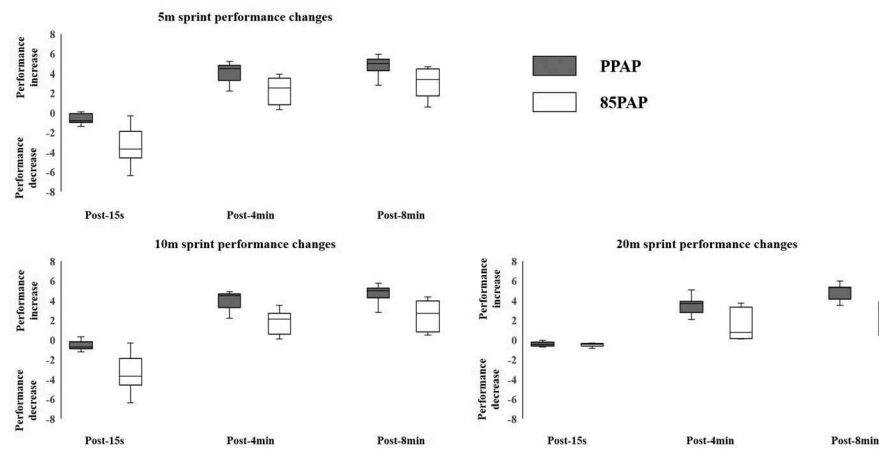 5m sprint performance changes
Performance
increase
Performance
decrease
8
6
4
2
0
-2
-4
-6
-8
Post-15s
Post-4min
Post-8min
PPAP
85PAP
10m sprint performance changes
Performance
increase
Performance
decrease
8
6
4
2
0
-2
-4
-6
-8
Post-15s
Post-4min
Post-8min
20m sprint performance changes
Performance
increase
Performance
decrease
8
6
4
2
0
-2
-4
-6
-8
Post-15s
Post-4min
Post-8min